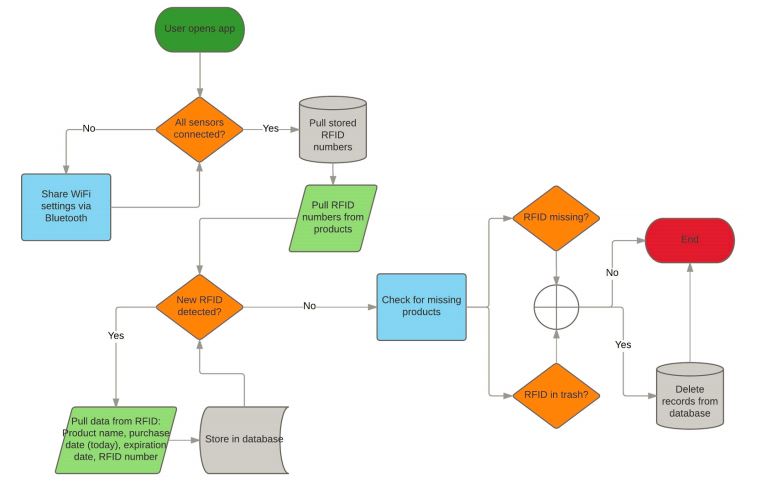 User opens app
All sensors
connected?
No
Yes
Pull stored
RFID
numbers
Share WiFi
settings via
Bluetooth
Pull RFID
numbers from
products
RFID missing?
End
New RFID
detected?
No
Check for missing
products
No
Yes
Yes
RFID in trash?
Delete
records from
database
Pull data from RFID:
Product name, purchase
date (today), expiration
date, RFID number
Store in database